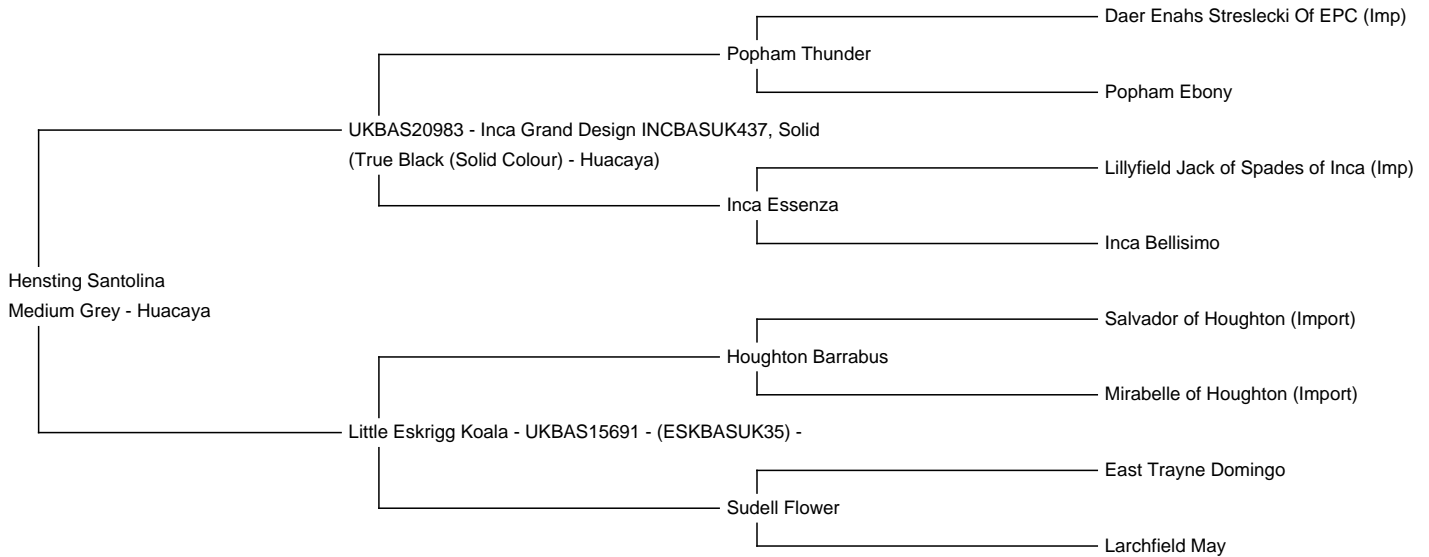 Daer Enahs Streslecki Of EPC (Imp)
Popham Thunder
Popham Ebony
UKBAS20983 - Inca Grand Design INCBASUK437, Solid
(True Black (Solid Colour) - Huacaya)
Lillyfield Jack of Spades of Inca (Imp)
Inca Essenza
Inca Bellisimo
Hensting Santolina
Medium Grey - Huacaya
Salvador of Houghton (Import)
Houghton Barrabus
Mirabelle of Houghton (Import)
Little Eskrigg Koala - UKBAS15691 - (ESKBASUK35) -
East Trayne Domingo
Sudell Flower
Larchfield May